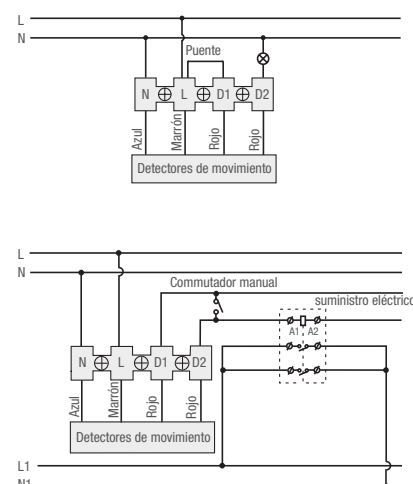 L
N
Puente
N L D1 D2
Azul Marrón Rojo Rojo
Detectores de movimiento
L
N
Commutador manual
suministro eléctrico
A1 A2
N L D1 D2
Azul Marrón Rojo Rojo
Detectores de movimiento
L1
N1